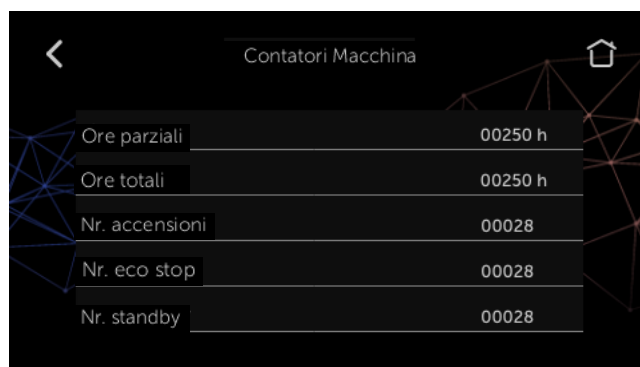 Contatori Macchina
Ore parziali 00250 h
Ore totali 00250 h
Nr. accensioni 00028
Nr. eco stop 00028
Nr. standby 00028